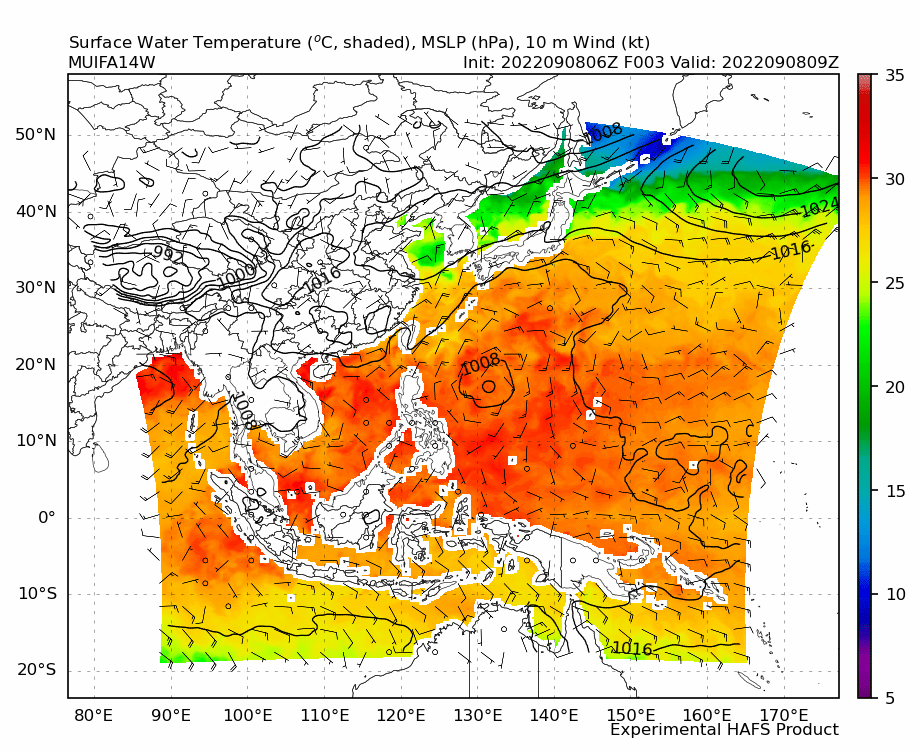 Surface Water Temperature (°C, shaded), MSLP (hPa), 10 m Wind (kt)
MUIFA14W Init: 2022090806Z F003 Valid: 2022090809Z
50°N
40°N
30°N
20°N
10°N
0°
10°S
20°S
80°E 90°E 100°E 110°E 120°E 130°E 140°E 150°E 160°E 170°E
35
30
25
20
15
10
5
1008
1024
1016
992
1000
1016
1008
1008
1016
Experimental HAFS Product